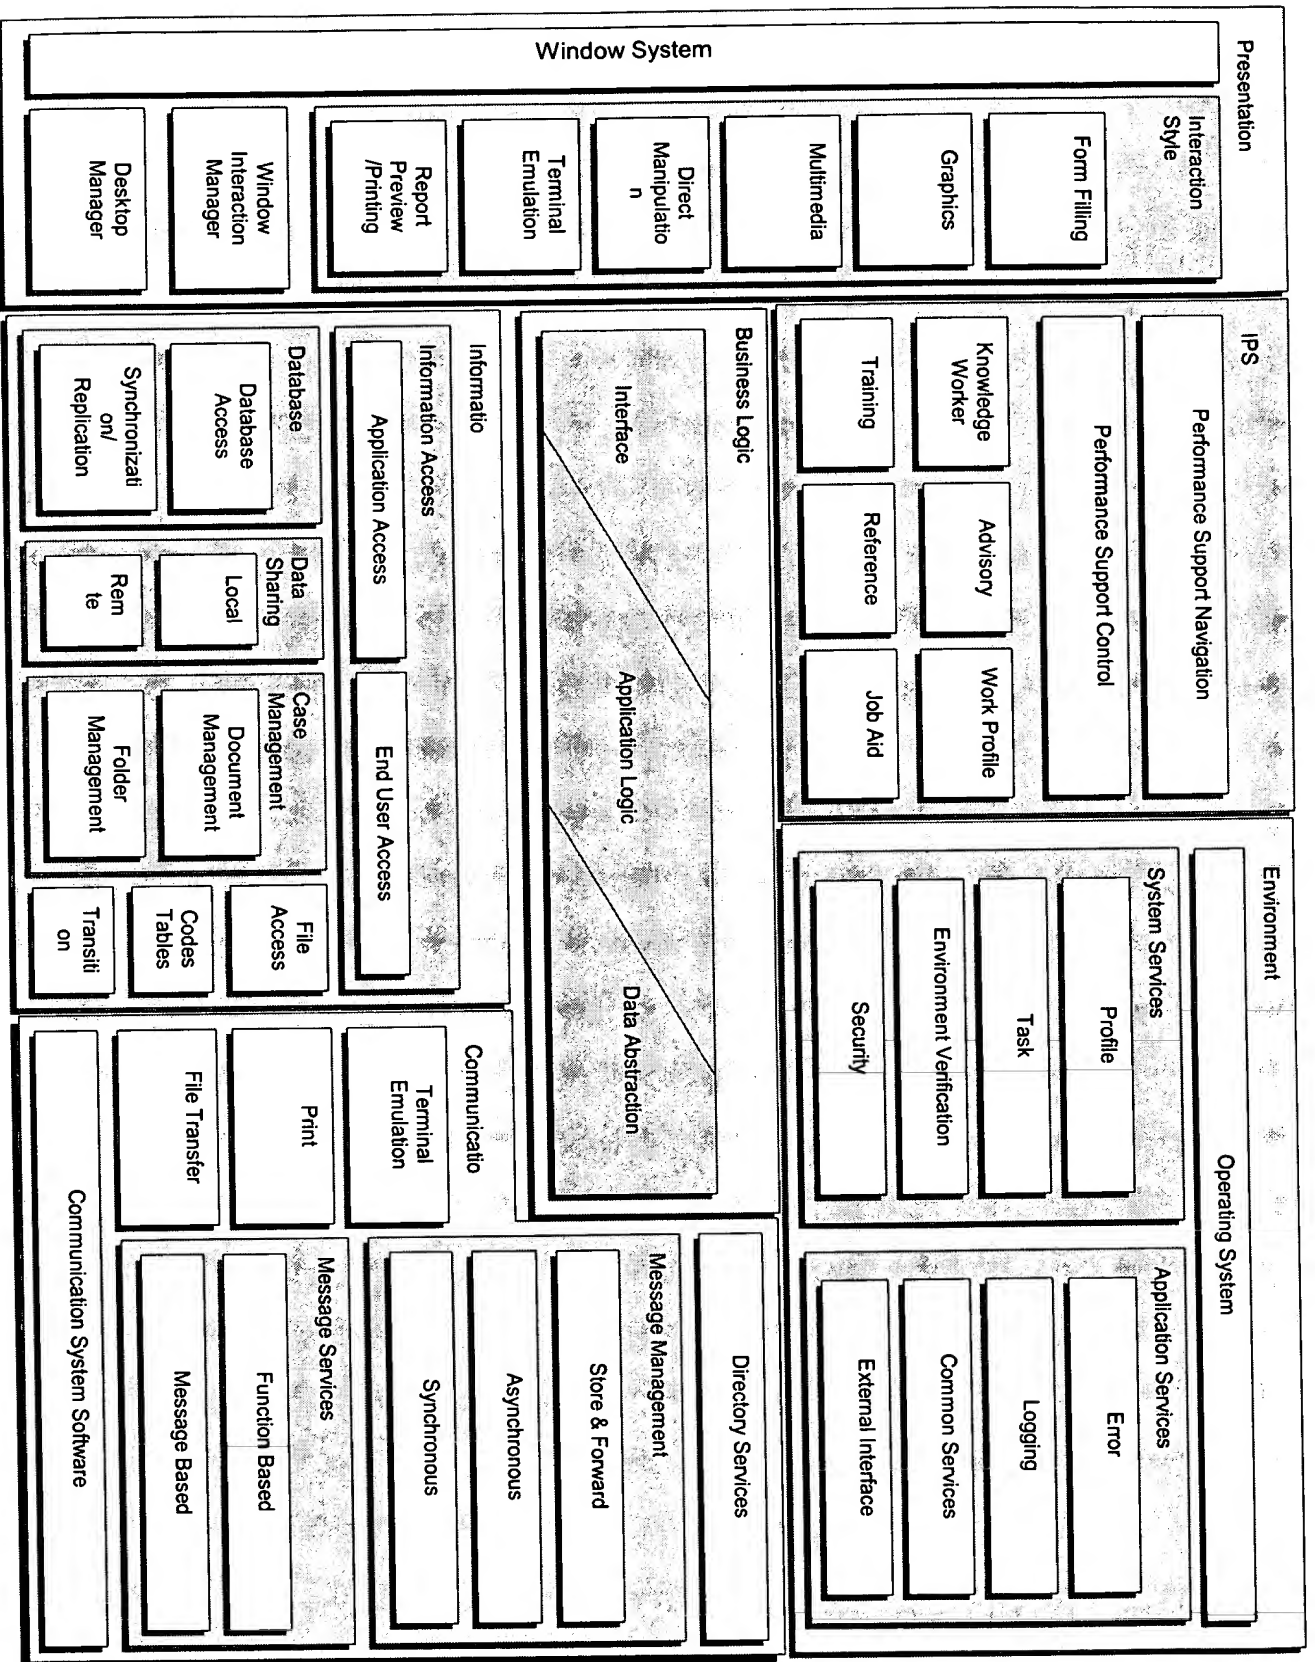 Presentation
Window System
Interaction
Style
Form Filling
Graphics
Multimedia
Direct
Manipulatio
n
Terminal
Emulation
Report
Preview
/Printing
Window
Interaction
Manager
Desktop
Manager
IPS
Performance Support Navigation
Performance Support Control
Knowledge
Worker
Advisory
Work Profile
Training
Reference
Job Aid
Environment
Operating System
System Services
Profile
Task
Environment Verification
Security
Application Services
Error
Logging
Common Services
External Interface
Business Logic
Interface
Application Logic
Data Abstraction
Informatio
Information Access
Application Access
End User Access
Database
Database
Access
Synchronizati
on/
Replication
Data
Sharing
Local
Rem
te
Case
Management
Document
Management
Folder
Management
File
Access
Codes
Tables
Transiti
on
Communicatio
Terminal
Emulation
Print
File Transfer
Directory Services
Message Management
Store & Forward
Asynchronous
Synchronous
Message Services
Function Based
Message Based
Communication System Software